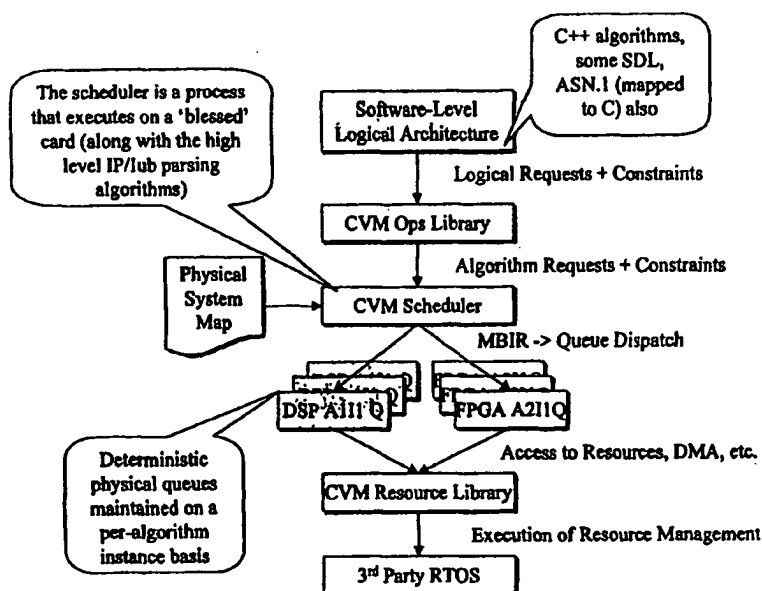 C++ algorithms,
some SDL,
ASN.1 (mapped
to C) also
The scheduler is a process
that executes on a 'blessed'
card (along with the high
level IP/Iub parsing
algorithms)
Software-Level
Logical Architecture
Logical Requests + Constraints
CVM Ops Library
Algorithm Requests + Constraints
Physical
System
Map
CVM Scheduler
MBIR -> Queue Dispatch
Q
Q
DSP A1I1 Q
FPGA A2I1Q
Access to Resources, DMA, etc.
Deterministic
physical queues
maintained on a
per-algorithm
instance basis
CVM Resource Library
Execution of Resource Management
3rd Party RTOS